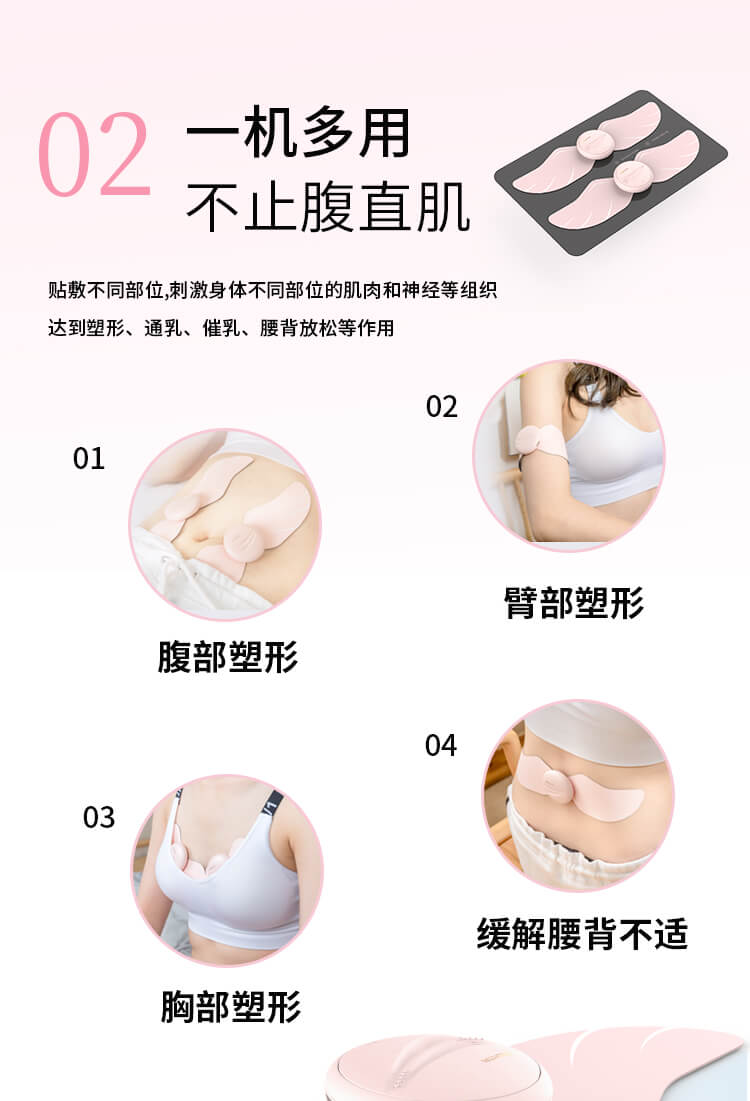 02
一机多用
不止腹直肌
贴敷不同部位,刺激身体不同部位的肌肉和神经等组织
达到塑形、通乳、催乳、腰背放松等作用
01
腹部塑形
02
臂部塑形
03
胸部塑形
04
缓解腰背不适